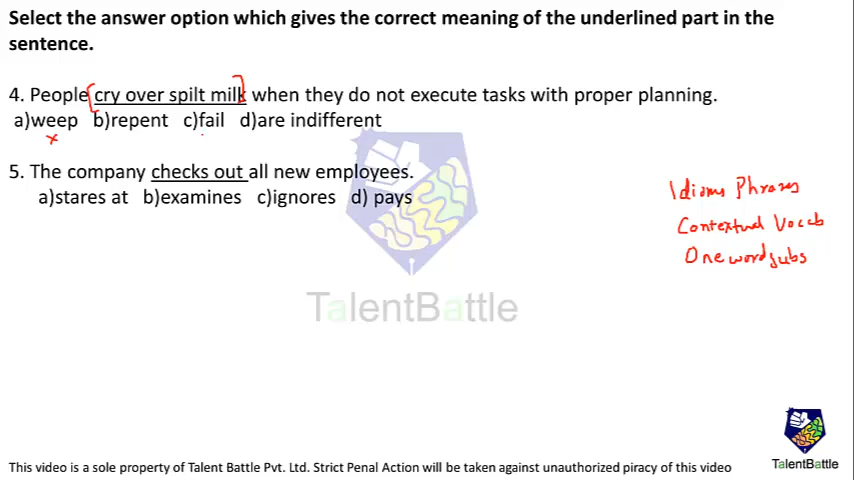 Select the answer option which gives the correct meaning of the underlined part in the
sentence.
4. People cry over spilt milk when they do not execute tasks with proper planning.
a)weep b)repent c)fail d)are indifferent
5. The company checks out all new employees.
a)stares at b)examines c)ignores d) pays
Idioms Phrases
Contextual Vocab
One word subs
TalentBattle
TalentBattle
This video is a sole property of Talent Battle Pvt. Ltd. Strict Penal Action will be taken against unauthorized piracy of this video